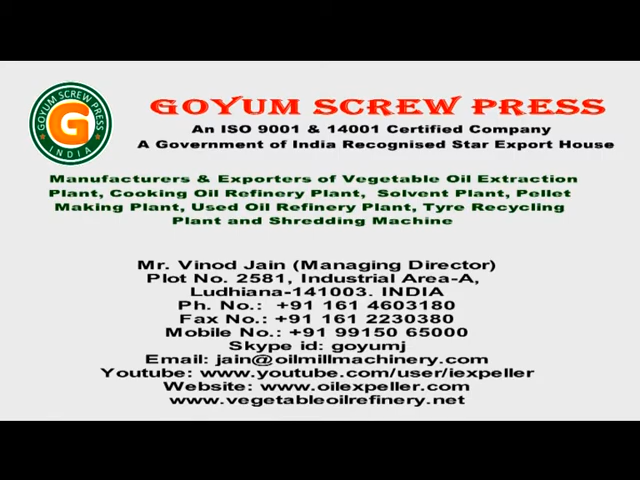 GOYUM SCREW PRESS
G
INDIA
GOYUM SCREW PRESS
An ISO 9001 & 14001 Certified Company
A Government of India Recognised Star Export House
Manufacturers & Exporters of Vegetable Oil Extraction
Plant, Cooking Oil Refinery Plant, Solvent Plant, Pellet
Making Plant, Used Oil Refinery Plant, Tyre Recycling
Plant and Shredding Machine
Mr. Vinod Jain (Managing Director)
Plot No. 2581, Industrial Area-A,
Ludhiana-141003. INDIA
Ph. No.: +91 161 4603180
Fax No.: +91 161 2230380
Mobile No.: +91 99150 65000
Skype id: goyumj
Email: jain@oilmillmachinery.com
Youtube: www.youtube.com/user/iexpeller
Website: www.oilexpeller.com
www.vegetableoilrefinery.net